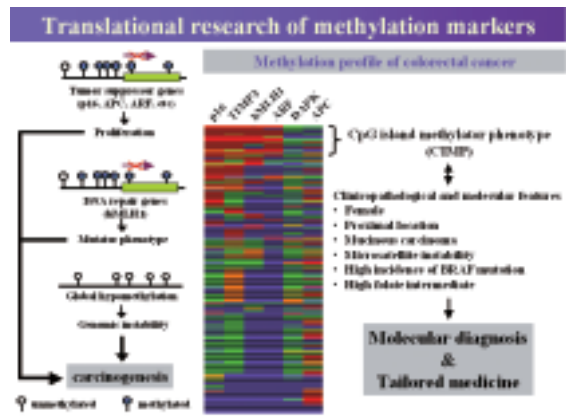 Translational research of methylation markers
Methylation profile of colorectal cancer
Tumor suppressor genes
(p16, APC, ARF, etc)
Proliferation
DNA repair genes
(hMLH1)
Mutator phenotype
Global hypomethylation
Genomic instability
carcinogenesis
unmethylated
methylated
p16
TIMP3
hMLH1
ARF
DAPK
APC
CpG island methylator phenotype
(CIMP)
Clinicopathological and molecular features
• Female
• Proximal location
• Mucinous carcinoma
• Microsatellite instability
• High incidence of BRAF mutation
• High folate intermediate
Molecular diagnosis
&
Tailored medicine